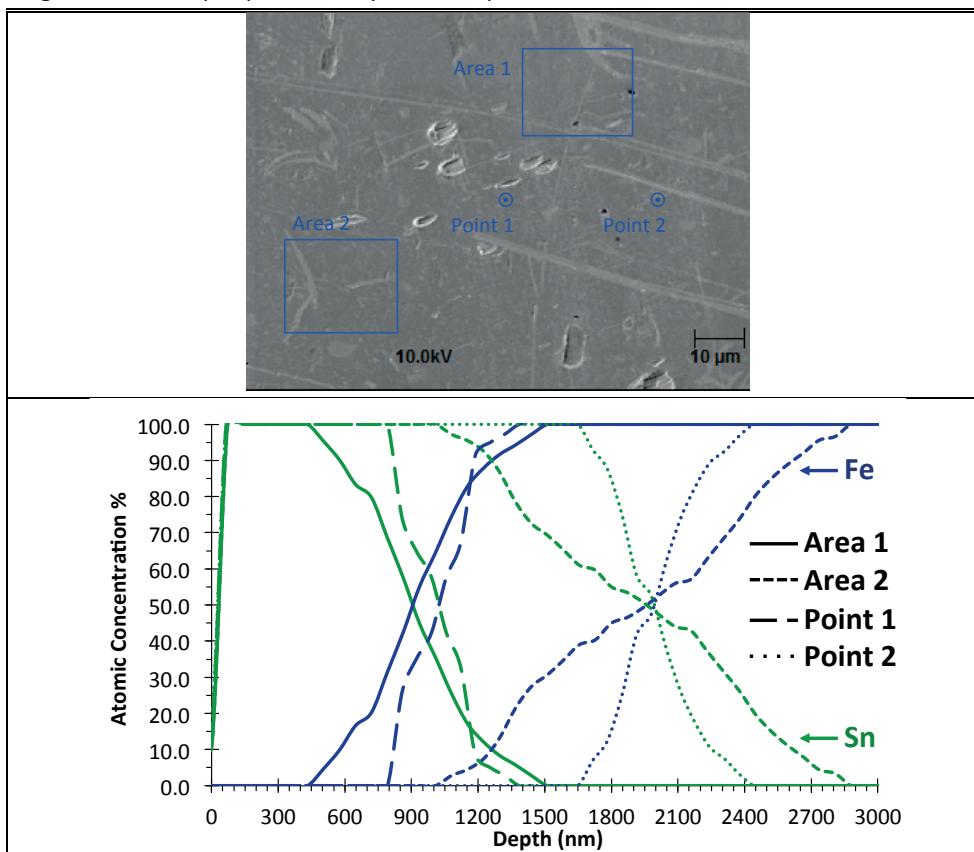 Area 1
Area 2
Point 1
Point 2
10.0kV
10 µm
100.0
90.0
80.0
70.0
60.0
50.0
40.0
30.0
20.0
10.0
0.0
Atomic Concentration %
Fe
Area 1
Area 2
Point 1
Point 2
Sn
0 300 600 900 1200 1500 1800 2100 2400 2700 3000
Depth (nm)